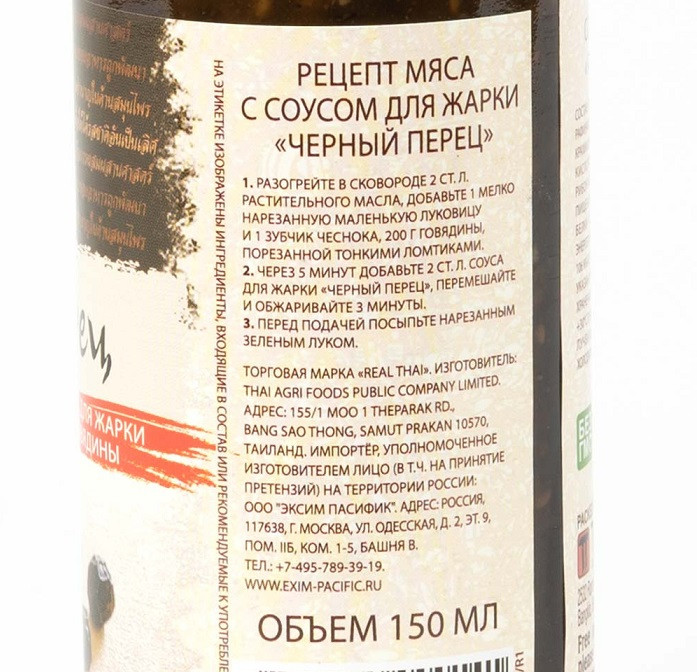 РЕЦЕПТ МЯСА
С СОУСОМ ДЛЯ ЖАРКИ
«ЧЕРНЫЙ ПЕРЕЦ»
1. РАЗОГРЕЙТЕ В СКОВОРОДЕ 2 СТ. Л.
РАСТИТЕЛЬНОГО МАСЛА, ДОБАВЬТЕ 1 МЕЛКО
НАРЕЗАННУЮ МАЛЕНЬКУЮ ЛУКОВИЦУ
И 1 ЗУБЧИК ЧЕСНОКА, 200 Г ГОВЯДИНЫ,
ПОРЕЗАННОЙ ТОНКИМИ ЛОМТИКАМИ.
2. ЧЕРЕЗ 5 МИНУТ ДОБАВЬТЕ 2 СТ. Л. СОУСА
ДЛЯ ЖАРКИ «ЧЕРНЫЙ ПЕРЕЦ», ПЕРЕМЕШАЙТЕ
И ОБЖАРИВАЙТЕ 3 МИНУТЫ.
3. ПЕРЕД ПОДАЧЕЙ ПОСЫПЬТЕ НАРЕЗАННЫМ
ЗЕЛЕНЫМ ЛУКОМ.
ТОРГОВАЯ МАРКА «REAL THAI». ИЗГОТОВИТЕЛЬ:
THAI AGRI FOODS PUBLIC COMPANY LIMITED.
АДРЕС: 155/1 MOO 1 THEPARAK RD.,
BANG SAO THONG, SAMUT PRAKAN 10570,
ТАИЛАНД. ИМПОРТЁР, УПОЛНОМОЧЕННОЕ
ИЗГОТОВИТЕЛЕМ ЛИЦО (В Т.Ч. НА ПРИНЯТИЕ
ПРЕТЕНЗИЙ) НА ТЕРРИТОРИИ РОССИИ:
ООО "ЭКСИМ ПАСИФИК". АДРЕС: РОССИЯ,
117638, Г. МОСКВА, УЛ. ОДЕССКАЯ, Д. 2, ЭТ. 9,
ПОМ. IIБ, КОМ. 1-5, БАШНЯ В.
ТЕЛ.: +7-495-789-39-19.
WWW.EXIM-PACIFIC.RU
ОБЪЕМ 150 МЛ
НА ЭТИКЕТКЕ ИЗОБРАЖЕНЫ ИНГРЕДИЕНТЫ, ВХОДЯЩИЕ В СОСТАВ ИЛИ РЕКОМЕНДУЕМЫЕ К УПОТРЕБЛЕ
ец
ДЛЯ ЖАРКИ